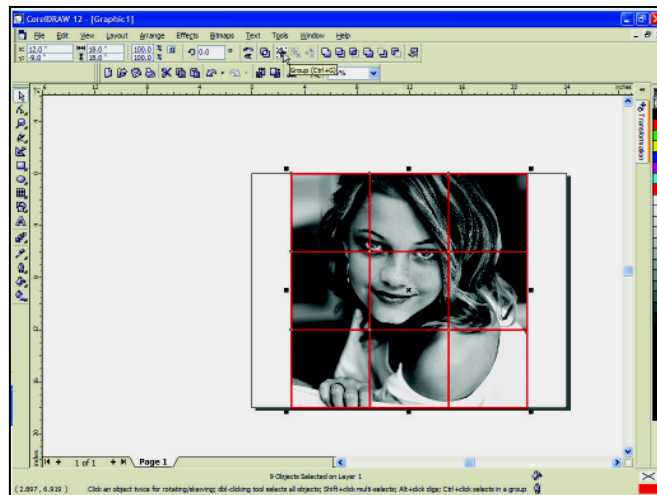 CorelDRAW 12 - [Graphic1]
File Edit View Layout Arrange Effects Bitmaps Text Tools Window Help
x: 12.0" 18.0" 100.0 % 0.0 °
y: -9.0" 18.0" 100.0 %
Group (Ctrl+G)
inches
Transformation
1 of 1 Page 1
9 Objects Selected on Layer 1
( 2.897, 6.939 ) Click an object twice for rotating/skewing; dbl-clicking tool selects all objects; Shift+click multi-selects; Alt+click digs; Ctrl+click selects in a group